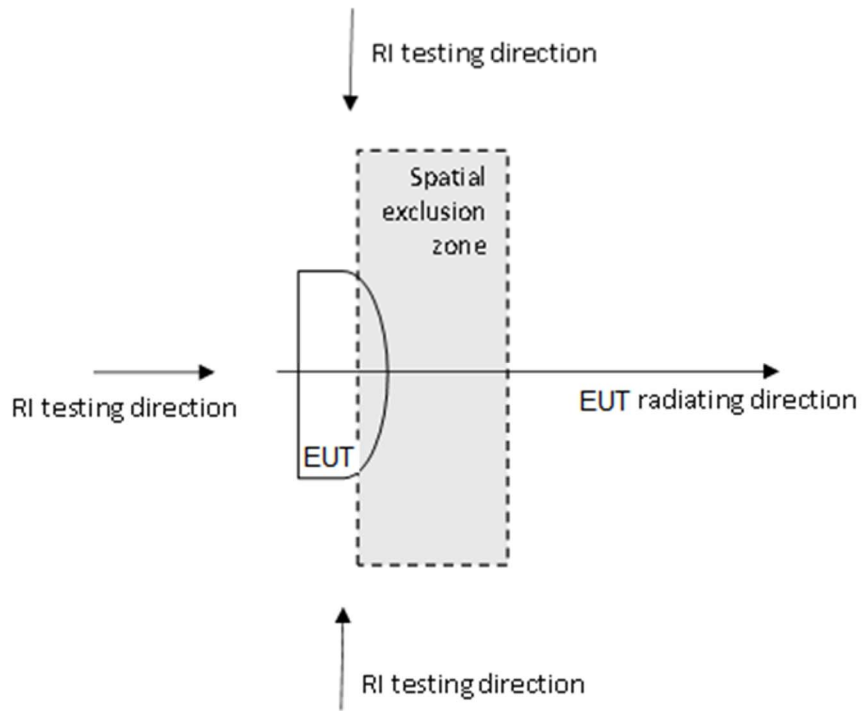 RI testing direction
Spatial
exclusion
zone
RI testing direction
EUT radiating direction
EUT
RI testing direction